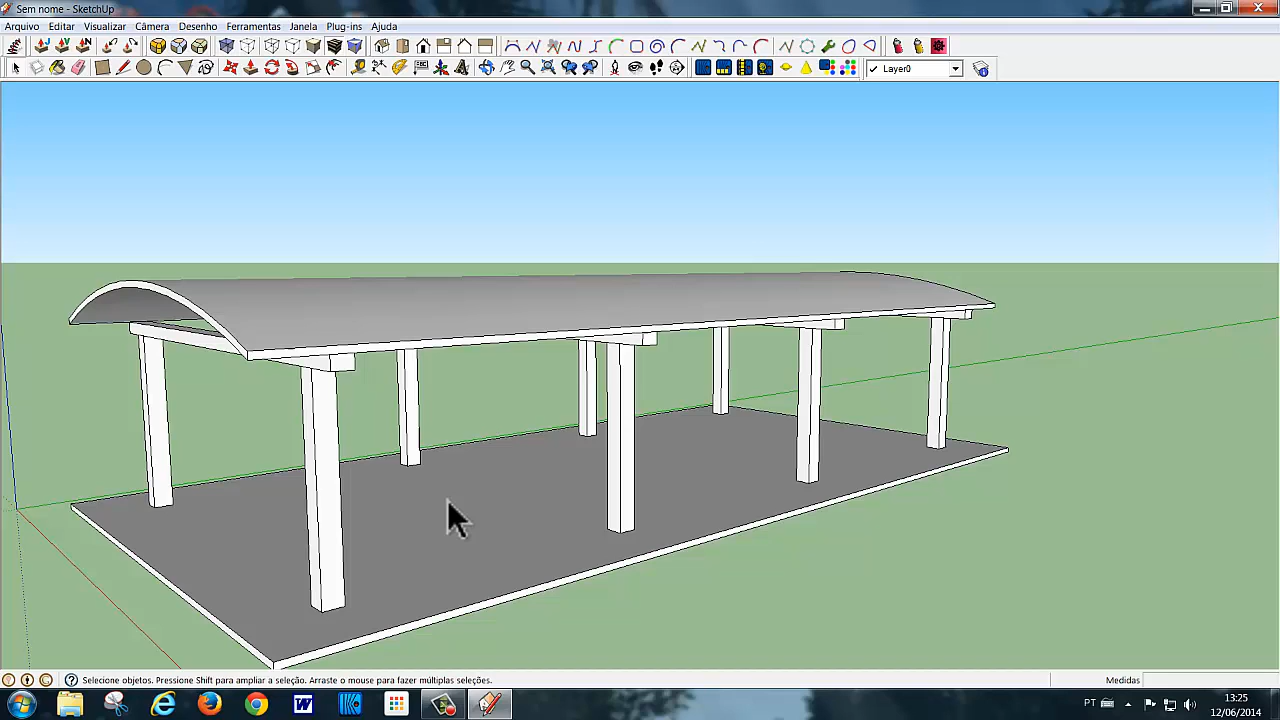 Sem nome - SketchUp
Arquivo Editar Visualizar Câmera Desenho Ferramentas Janela Plug-ins Ajuda
Layer0
Selecione objetos. Pressione Shift para ampliar a seleção. Arraste o mouse para fazer múltiplas seleções.
Medidas
PT
13:25
12/06/2014